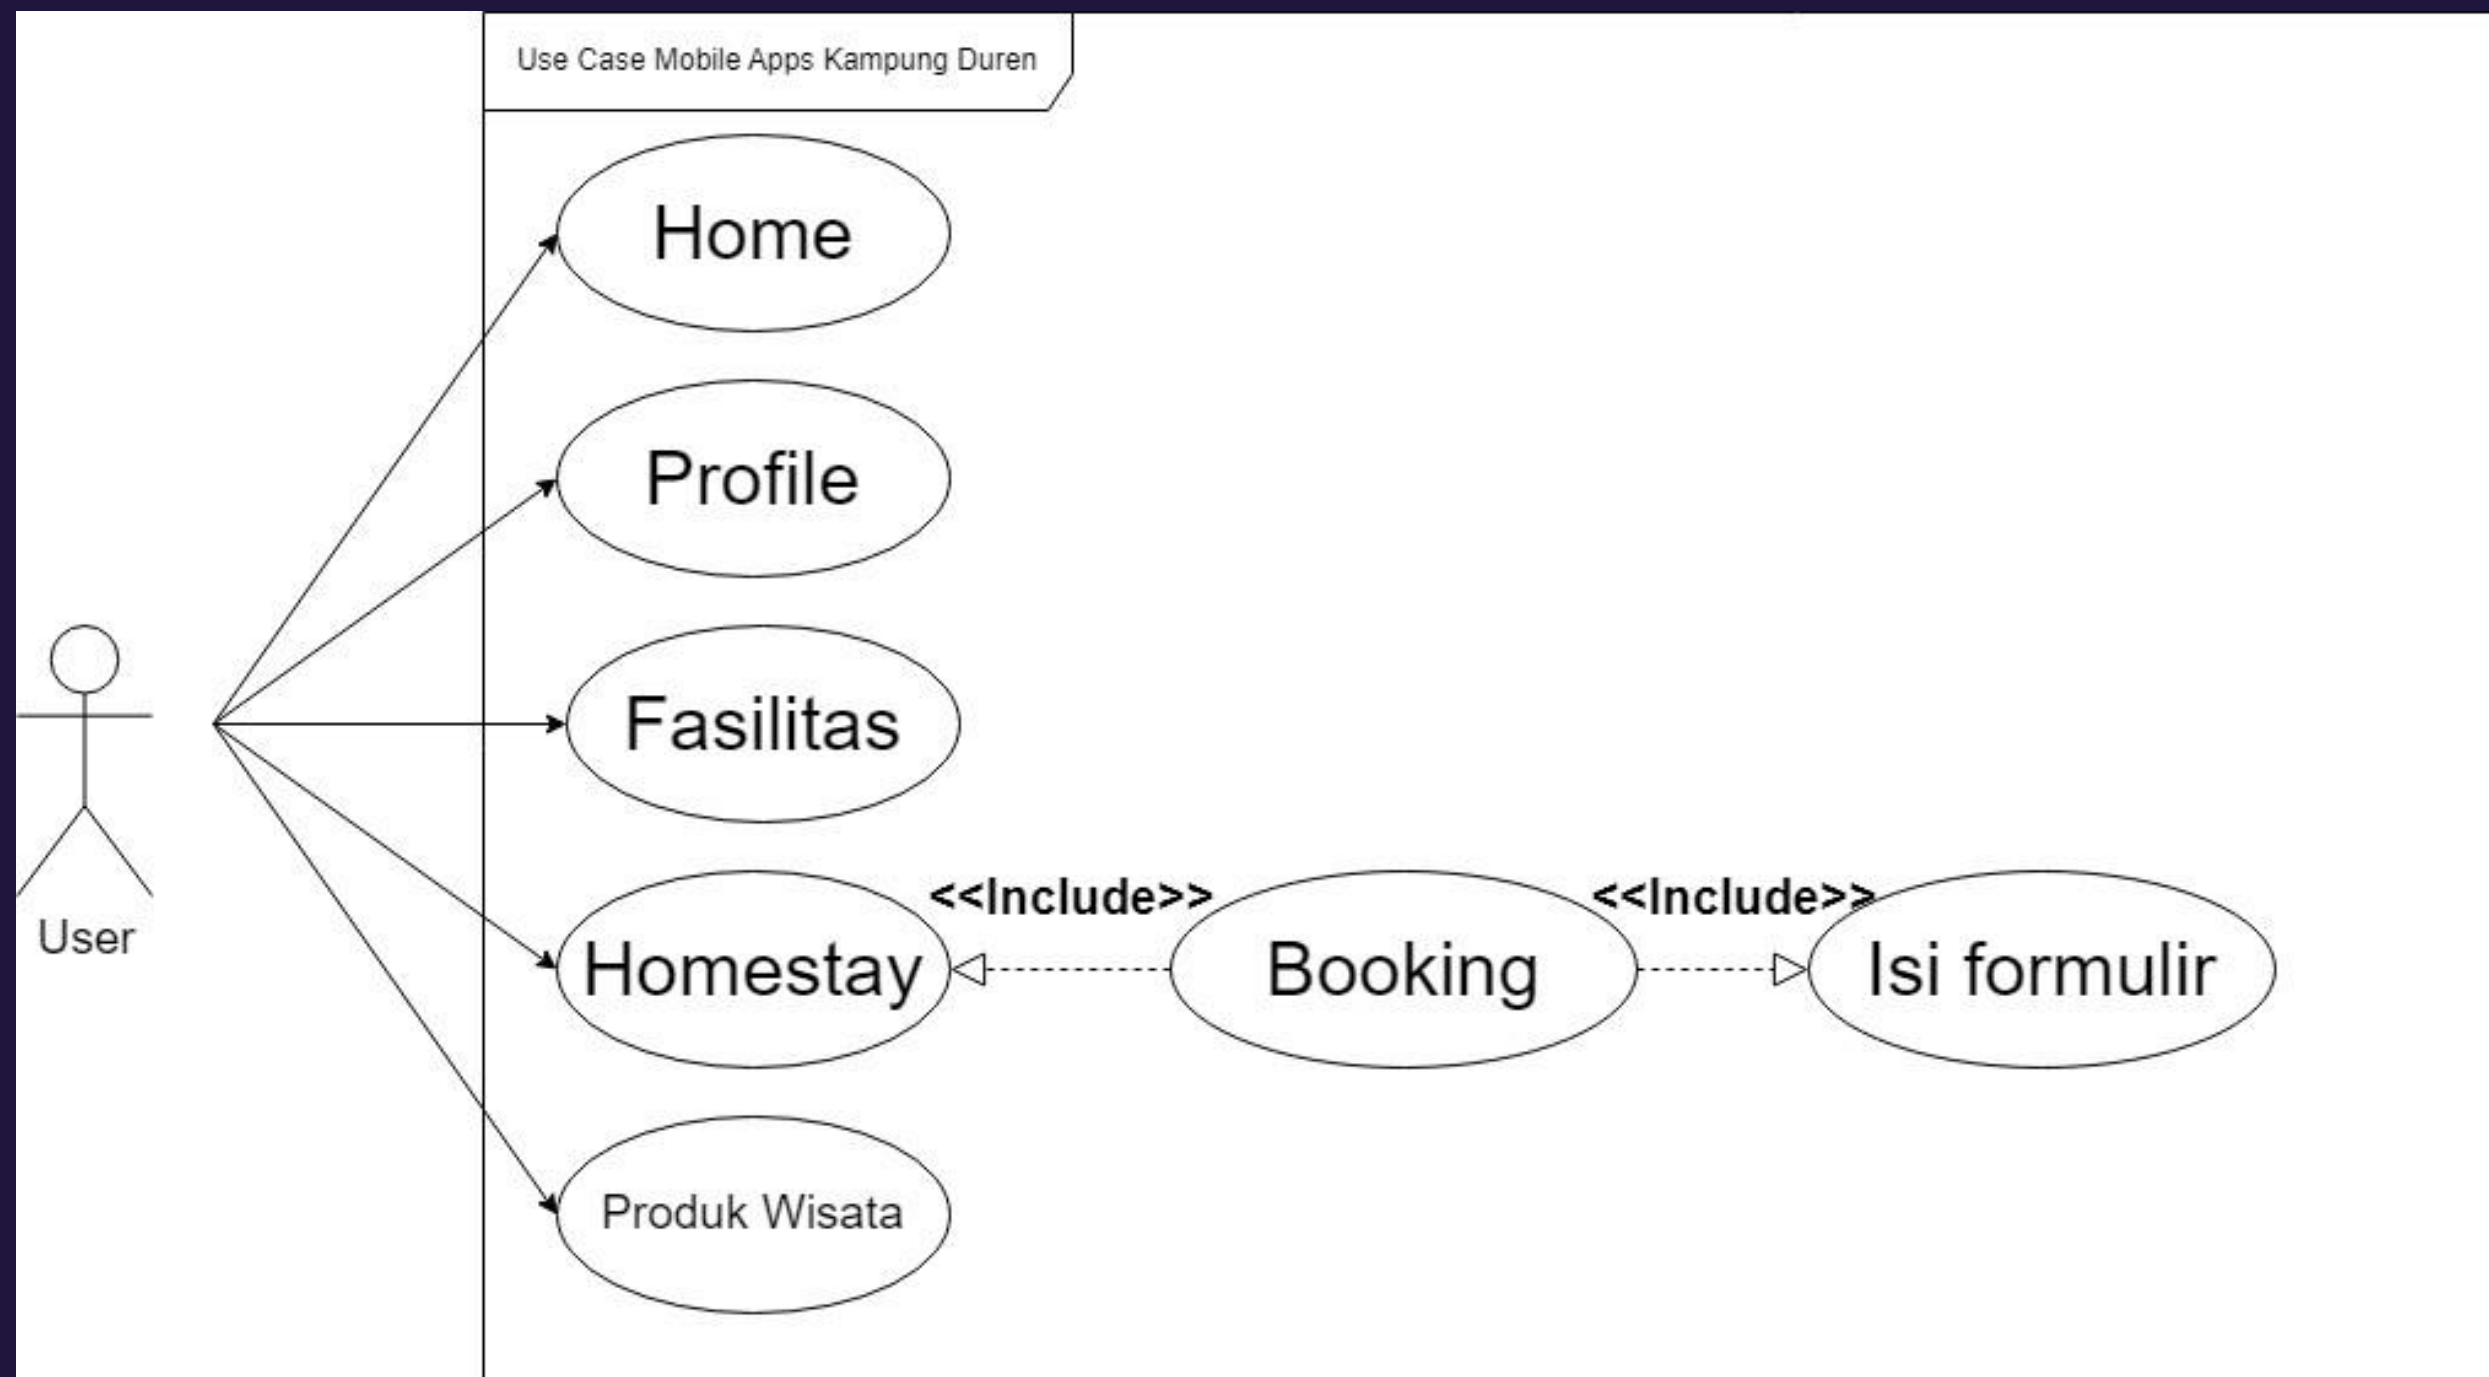 Use Case Mobile Apps Kampung Duren
Home
Profile
Fasilitas
User
<<Include>>
<<Include>>
Homestay
Booking
Isi formulir
Produk Wisata